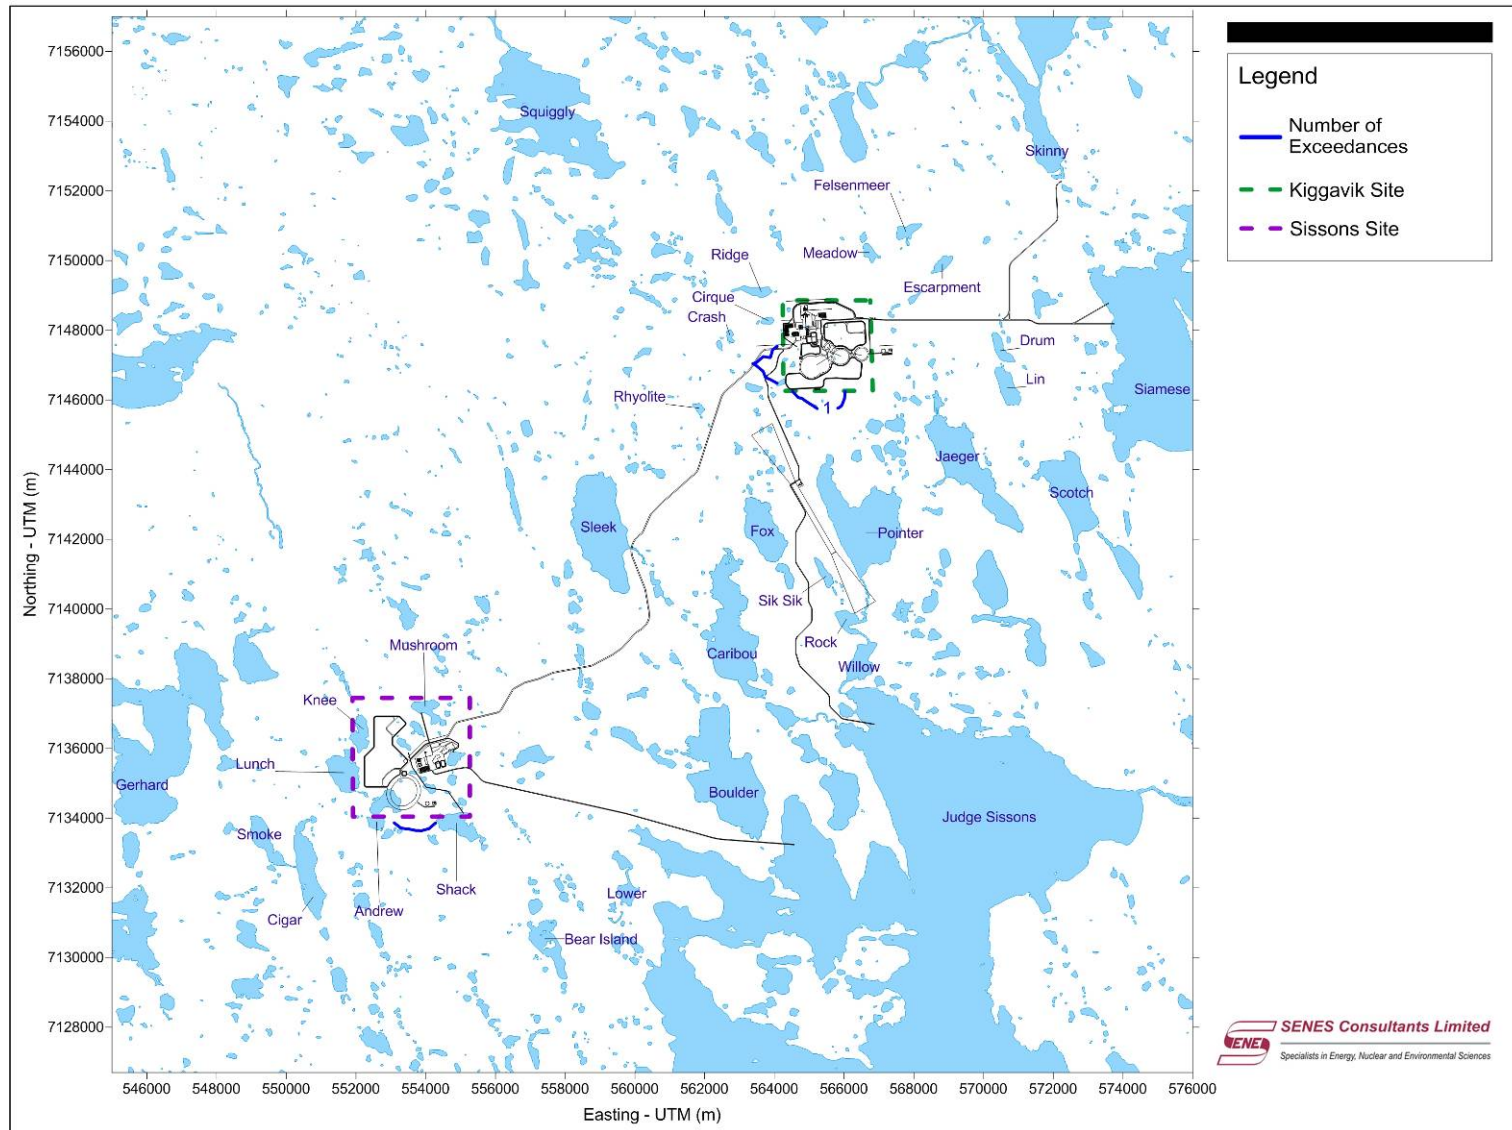 7156000
7154000
7152000
7150000
7148000
7146000
7144000
7142000
7140000
7138000
7136000
7134000
7132000
7130000
7128000
Northing - UTM (m)
546000 548000 550000 552000 554000 556000 558000 560000 562000 564000 566000 568000 570000 572000 574000 576000
Easting - UTM (m)
Squiggly
Skinny
Felsenmeer
Meadow
Ridge
Escarpment
Cirque
Crash
Drum
Lin
Siamese
Rhyolite
1
Jaeger
Scotch
Sleek
Fox
Pointer
Sik Sik
Rock
Mushroom
Caribou
Willow
Knee
Lunch
Gerhard
Boulder
Judge Sissons
Smoke
Shack
Lower
Cigar
Andrew
Bear Island
Legend
Number of
Exceedances
Kiggavik Site
Sissons Site
SENES
SENES Consultants Limited
Specialists in Energy, Nuclear and Environmental Sciences